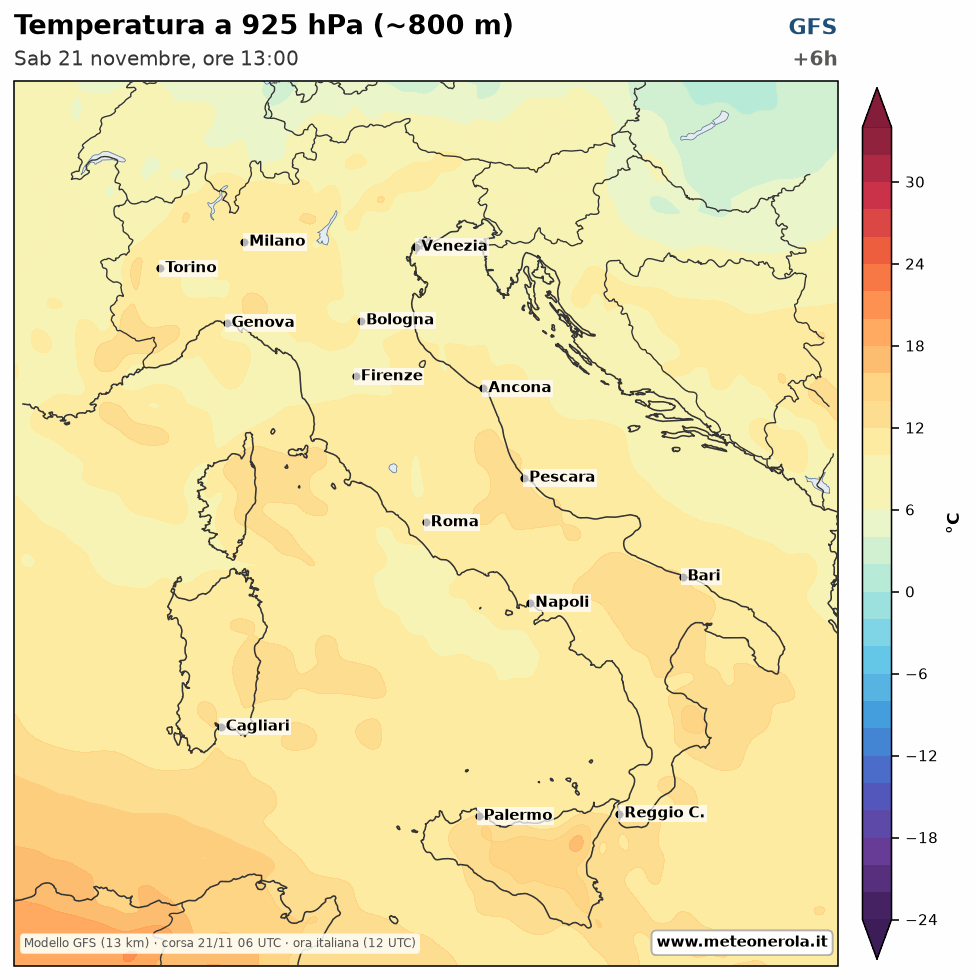 Temperatura a 925 hPa (~800 m)
GFS
Sab 21 novembre, ore 13:00
+6h
Milano
Venezia
Torino
Genova
Bologna
Firenze
Ancona
Pescara
Roma
Bari
Napoli
Cagliari
Palermo
Reggio C.
30
24
18
12
6
0
−6
−12
−18
−24
°C
Modello GFS (13 km) · corsa 21/11 06 UTC · ora italiana (12 UTC)
www.meteonerola.it